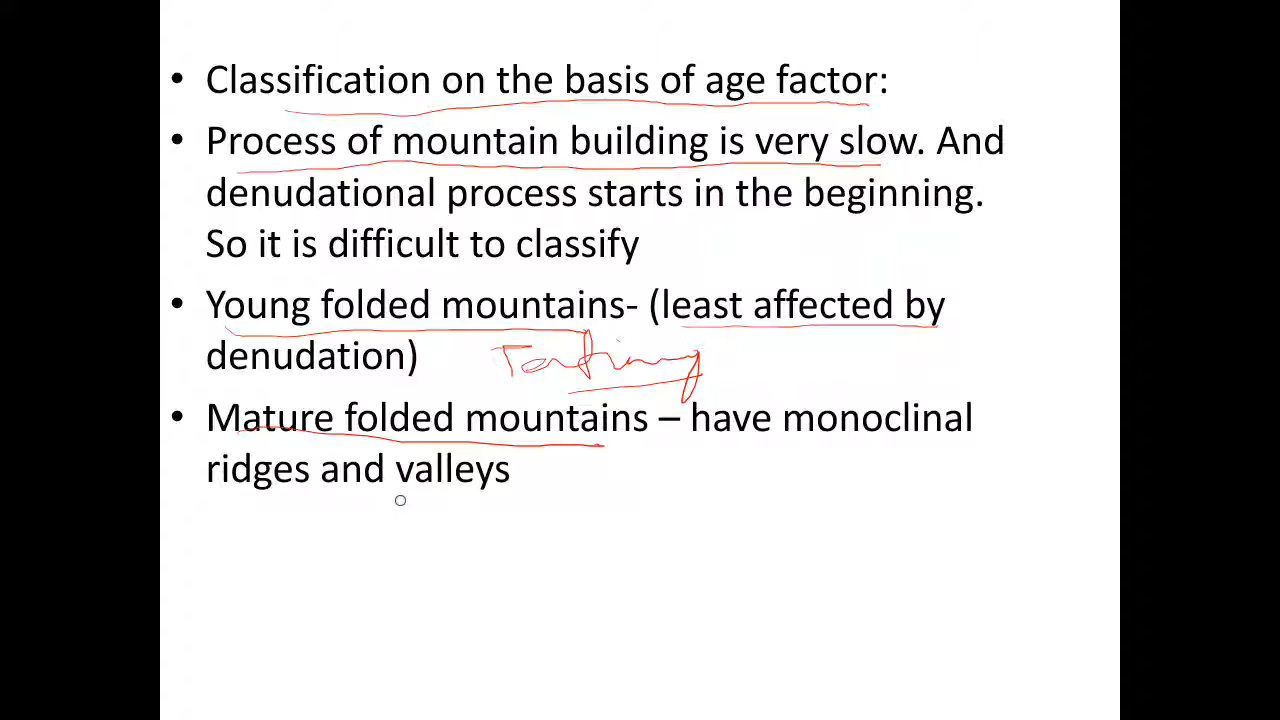 • Classification on the basis of age factor:
• Process of mountain building is very slow. And
denudational process starts in the beginning.
So it is difficult to classify
• Young folded mountains- (least affected by
denudation)
• Mature folded mountains – have monoclinal
ridges and valleys